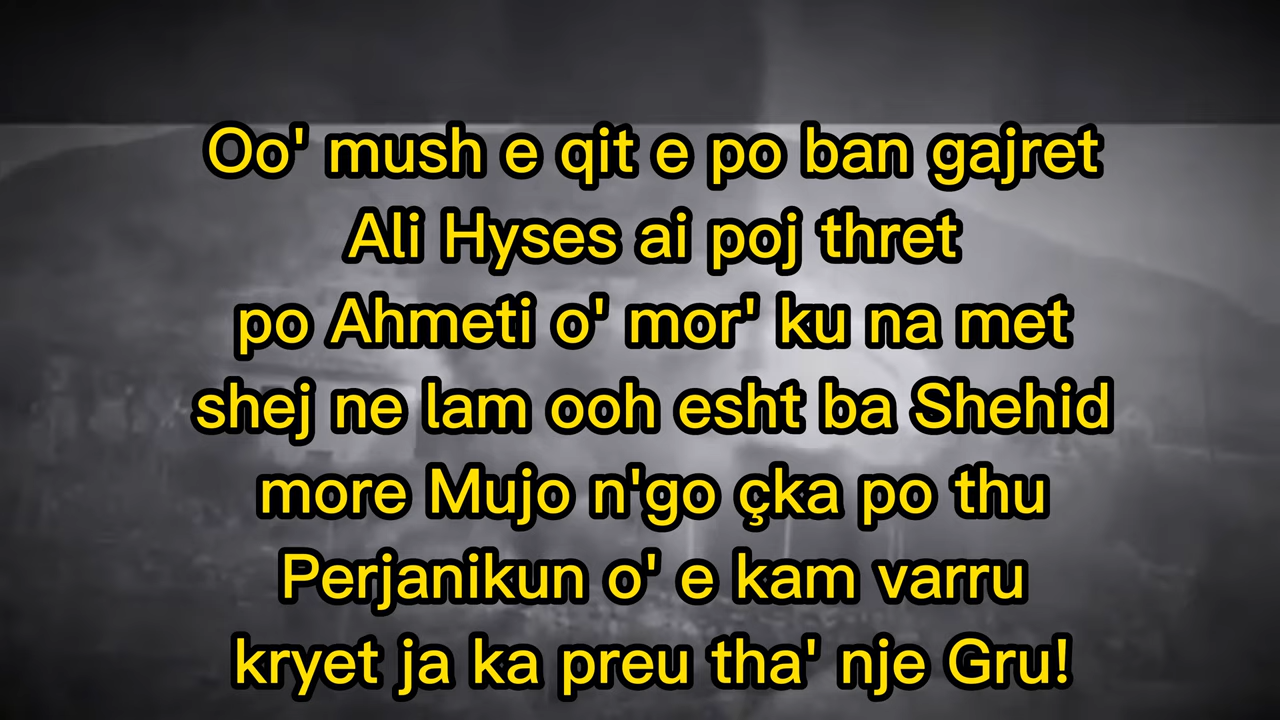 Oo' mush e qit e po ban gajret
Ali Hyses ai poj thret
po Ahmeti o' mor' ku na met
shej ne lam ooh esht ba Shehid
more Mujo n'go çka po thu
Perjanikun o' e kam varru
kryet ja ka preu tha' nje Gru!